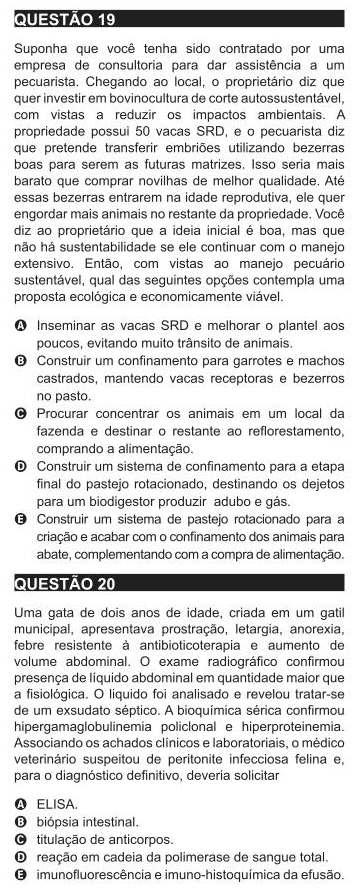 QUESTÃO 19
Suponha que você tenha sido contratado por uma
empresa de consultoria para dar assistência a um
pecuarista. Chegando ao local, o proprietário diz que
quer investir em bovinocultura de corte autossustentável,
com vistas a reduzir os impactos ambientais. A
propriedade possui 50 vacas SRD, e o pecuarista diz
que pretende transferir embriões utilizando bezerras
boas para serem as futuras matrizes. Isso seria mais
barato que comprar novilhas de melhor qualidade. Até
essas bezerras entrarem na idade reprodutiva, ele quer
engordar mais animais no restante da propriedade. Você
diz ao proprietário que a ideia inicial é boa, mas que
não há sustentabilidade se ele continuar com o manejo
extensivo. Então, com vistas ao manejo pecuário
sustentável, qual das seguintes opções contempla uma
proposta ecológica e economicamente viável.
A Inseminar as vacas SRD e melhorar o plantel aos
poucos, evitando muito trânsito de animais.
B Construir um confinamento para garrotes e machos
castrados, mantendo vacas receptoras e bezerros
no pasto.
C Procurar concentrar os animais em um local da
fazenda e destinar o restante ao reflorestamento,
comprando a alimentação.
D Construir um sistema de confinamento para a etapa
final do pastejo rotacionado, destinando os dejetos
para um biodigestor produzir adubo e gás.
E Construir um sistema de pastejo rotacionado para a
criação e acabar com o confinamento dos animais para
abate, complementando com a compra de alimentação.
QUESTÃO 20
Uma gata de dois anos de idade, criada em um gatil
municipal, apresentava prostração, letargia, anorexia,
febre resistente à antibioticoterapia e aumento de
volume abdominal. O exame radiográfico confirmou
presença de líquido abdominal em quantidade maior que
a fisiológica. O liquido foi analisado e revelou tratar-se
de um exsudato séptico. A bioquímica sérica confirmou
hipergamaglobulinemia policlonal e hiperproteinemia.
Associando os achados clínicos e laboratoriais, o médico
veterinário suspeitou de peritonite infecciosa felina e,
para o diagnóstico definitivo, deveria solicitar
A ELISA.
B biópsia intestinal.
C titulação de anticorpos.
D reação em cadeia da polimerase de sangue total.
E imunofluorescência e imuno-histoquímica da efusão.